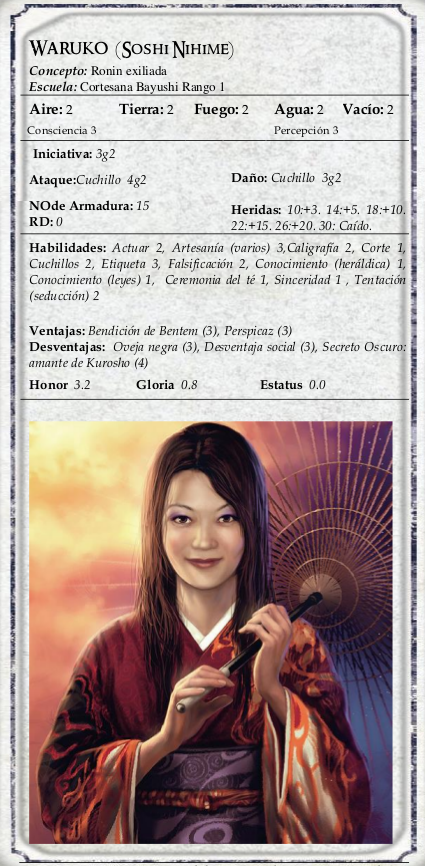 Waruko (Soshi Nihime)
Concepto: Ronin exiliada
Escuela: Cortesana Bayushi Rango 1
Aire: 2 Tierra: 2 Fuego: 2 Agua: 2 Vacío: 2
Consciencia 3 Percepción 3
Iniciativa: 3g2
Ataque:Cuchillo 4g2 Daño: Cuchillo 3g2
NOde Armadura: 15
RD: 0
Heridas: 10:+3. 14:+5. 18:+10.
22:+15. 26:+20. 30: Caído.
Habilidades: Actuar 2, Artesanía (varios) 3,Caligrafía 2, Corte 1,
Cuchillos 2, Etiqueta 3, Falsificación 2, Conocimiento (heráldica) 1,
Conocimiento (leyes) 1, Ceremonia del té 1, Sinceridad 1 , Tentación
(seducción) 2
Ventajas: Bendición de Bentem (3), Perspicaz (3)
Desventajas: Oveja negra (3), Desventaja social (3), Secreto Oscuro:
amante de Kurosho (4)
Honor 3.2 Gloria 0.8 Estatus 0.0